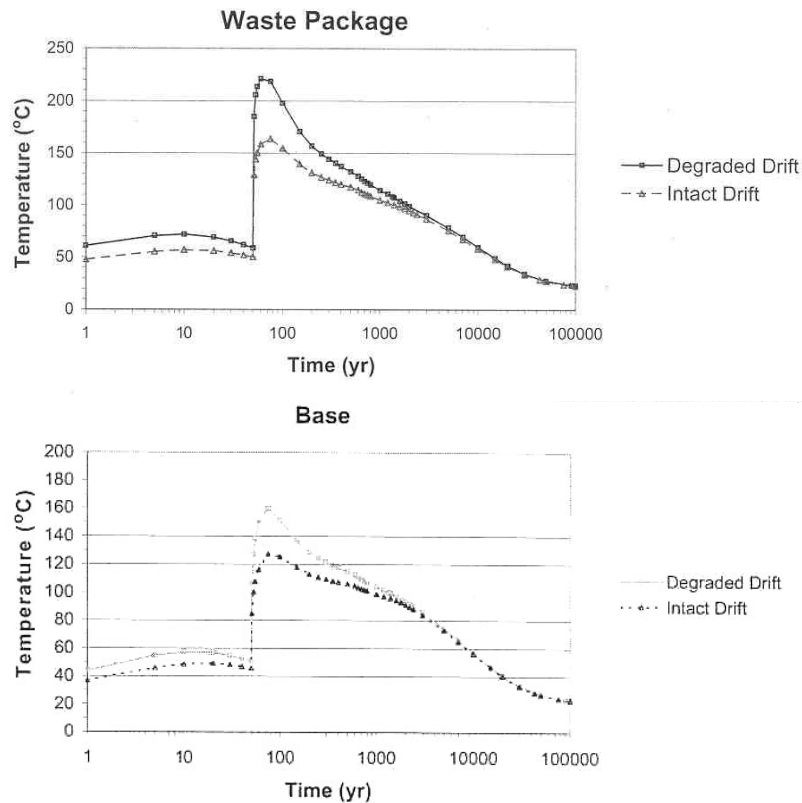 Waste Package
250
200
150
100
50
0
Temperature (°C)
1 10 100 1000 10000 100000
Time (yr)
Degraded Drift
Intact Drift
Base
200
180
160
140
120
100
80
60
40
20
0
Temperature (°C)
1 10 100 1000 10000 100000
Time (yr)
Degraded Drift
Intact Drift